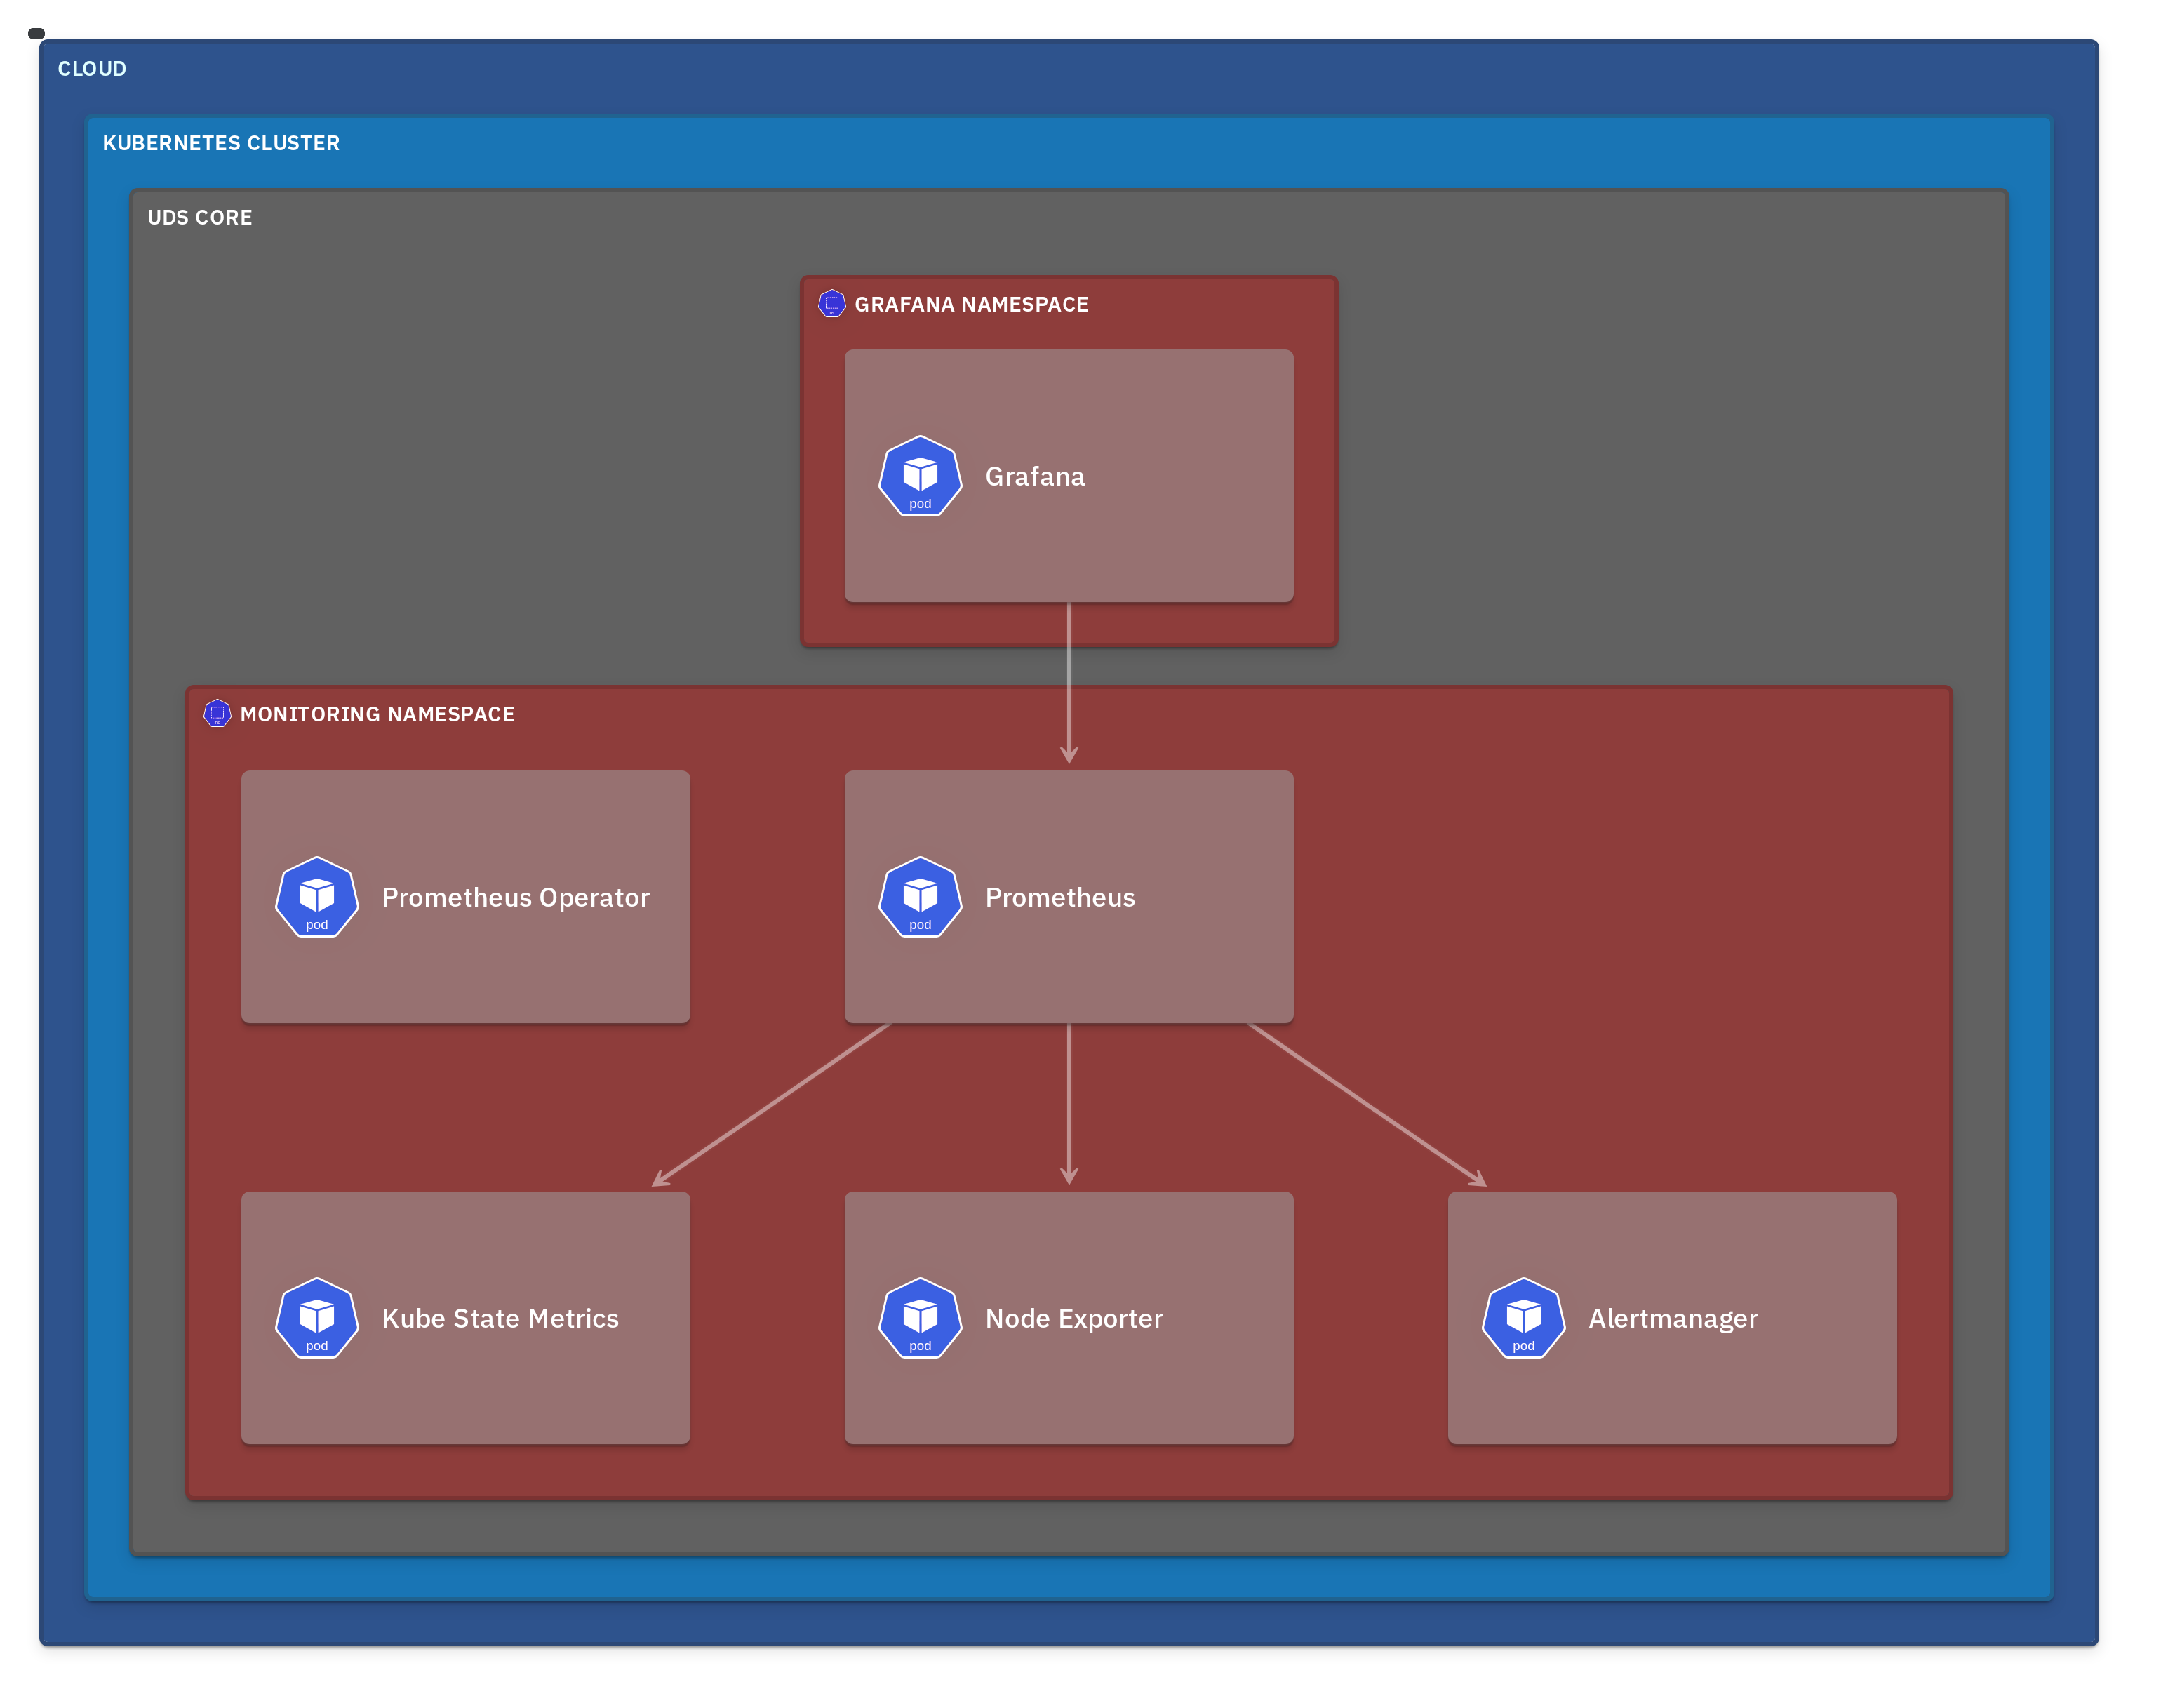 CLOUD
KUBERNETES CLUSTER
UDS CORE
GRAFANA NAMESPACE
pod
Grafana
MONITORING NAMESPACE
pod
Prometheus Operator
pod
Prometheus
pod
Kube State Metrics
pod
Node Exporter
pod
Alertmanager